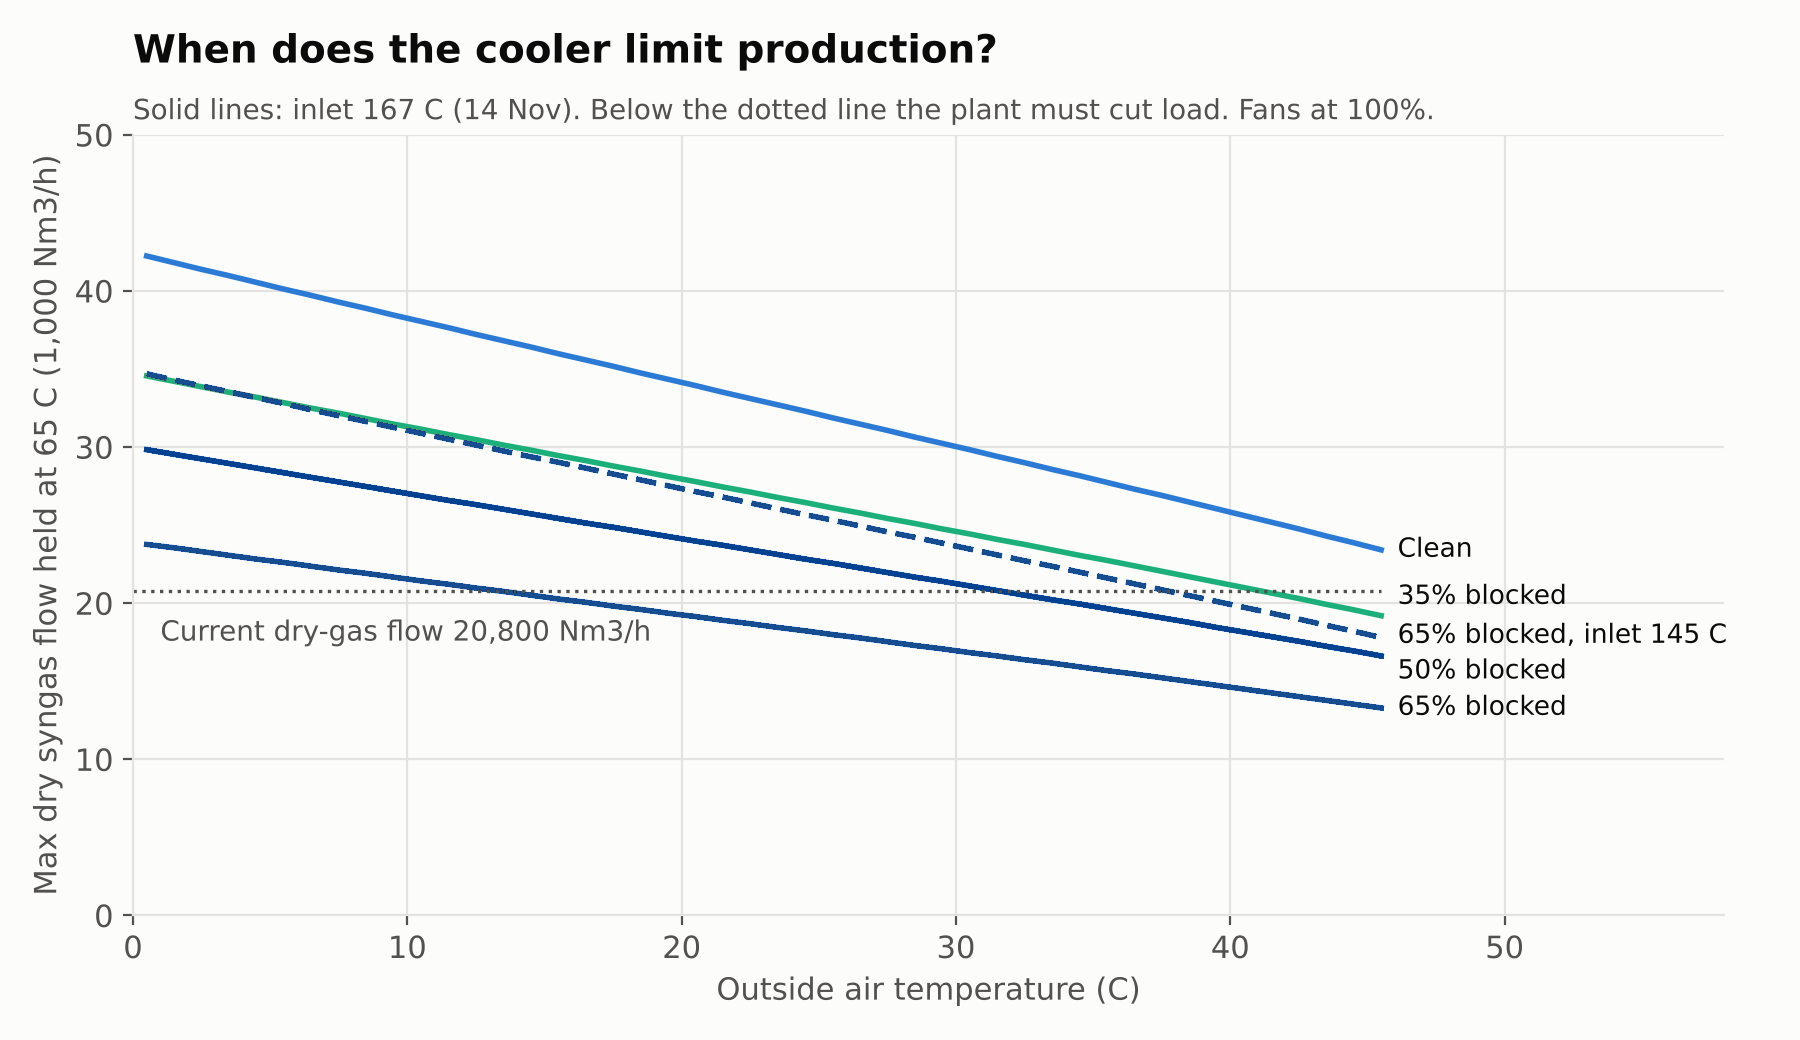 When does the cooler limit production?
Solid lines: inlet 167 C (14 Nov). Below the dotted line the plant must cut load. Fans at 100%.
Max dry syngas flow held at 65 C (1,000 Nm3/h)
50
40
30
20
10
0
Clean
35% blocked
65% blocked, inlet 145 C
50% blocked
65% blocked
Current dry-gas flow 20,800 Nm3/h
0 10 20 30 40 50
Outside air temperature (C)